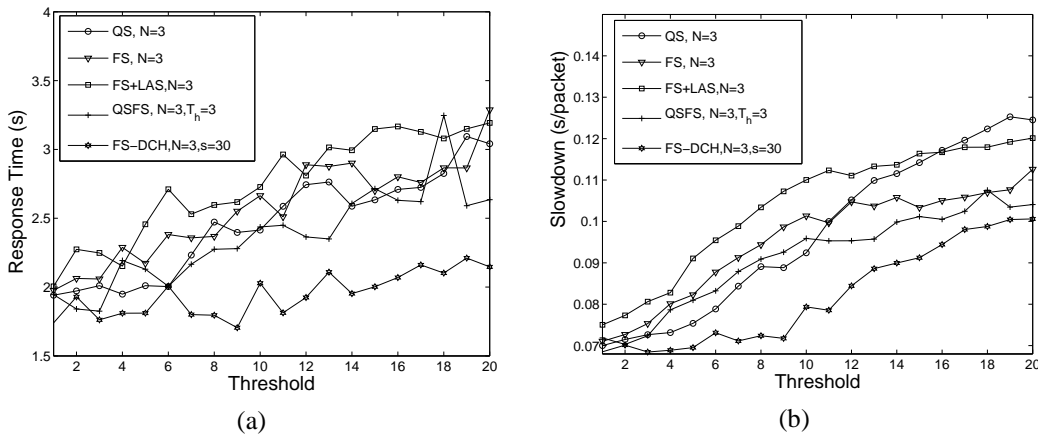 4
3.5
3
2.5
2
1.5
Response Time (s)
QS, N=3
FS, N=3
FS+LAS,N=3
QSFS, N=3,T_h=3
FS−DCH,N=3,s=30
2 4 6 8 10 12 14 16 18 20
Threshold
(a)
0.14
0.13
0.12
0.11
0.1
0.09
0.08
0.07
Slowdown (s/packet)
QS, N=3
FS, N=3
FS+LAS, N=3
QSFS, N=3,T_h=3
FS−DCH,N=3,s=30
2 4 6 8 10 12 14 16 18 20
Threshold
(b)